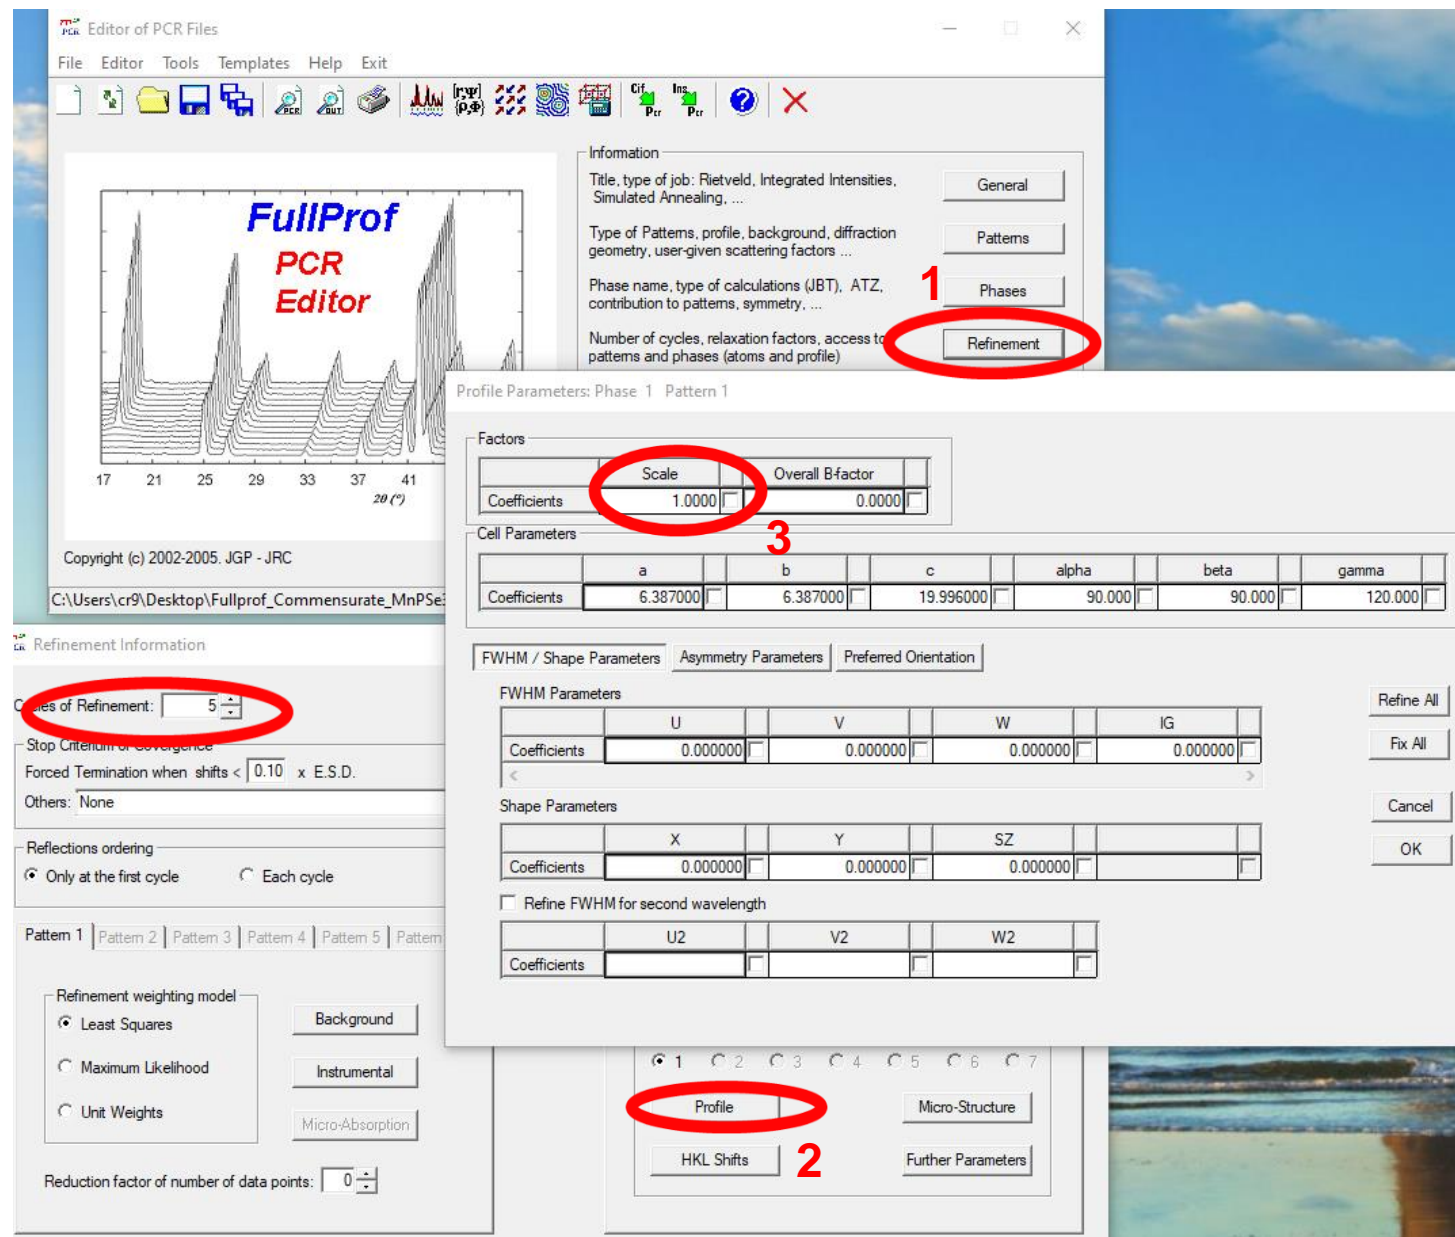 Editor of PCR Files
File Editor Tools Templates Help Exit
Information
Title, type of job: Rietveld, Integrated Intensities,
Simulated Annealing, ...
General
Type of Patterns, profile, background, diffraction
geometry, user-given scattering factors ...
Patterns
Phase name, type of calculations (JBT), ATZ,
contribution to patterns, symmetry, ...
1
Phases
Number of cycles, relaxation factors, access to
patterns and phases (atoms and profile)
Refinement
FullProf
PCR
Editor
17 21 25 29 33 37 41
2θ (°)
Copyright (c) 2002-2005. JGP - JRC
C:\Users\cr9\Desktop\Fullprof_Commensurate_MnPSe3
Profile Parameters: Phase 1 Pattern 1
Factors
Scale Overall B-factor
Coefficients 1.0000 0.0000
3
Cell Parameters
a b c alpha beta gamma
Coefficients 6.387000 6.387000 19.996000 90.000 90.000 120.000
FWHM / Shape Parameters Asymmetry Parameters Preferred Orientation
FWHM Parameters
U V W IG
Coefficients 0.000000 0.000000 0.000000 0.000000
Shape Parameters
X Y SZ
Coefficients 0.000000 0.000000 0.000000
Refine FWHM for second wavelength
U2 V2 W2
Coefficients
Refine All
Fix All
Cancel
OK
Refinement Information
Cycles of Refinement: 5
Stop Criterium of Covergence
Forced Termination when shifts < 0.10 x E.S.D.
Others: None
Reflections ordering
Only at the first cycle Each cycle
Pattern 1 Pattern 2 Pattern 3 Pattern 4 Pattern 5 Pattern
Refinement weighting model
Least Squares
Maximum Likelihood
Unit Weights
Background
Instrumental
Micro-Absorption
Reduction factor of number of data points: 0
1 2 3 4 5 6 7
Profile Micro-Structure
HKL Shifts 2 Further Parameters